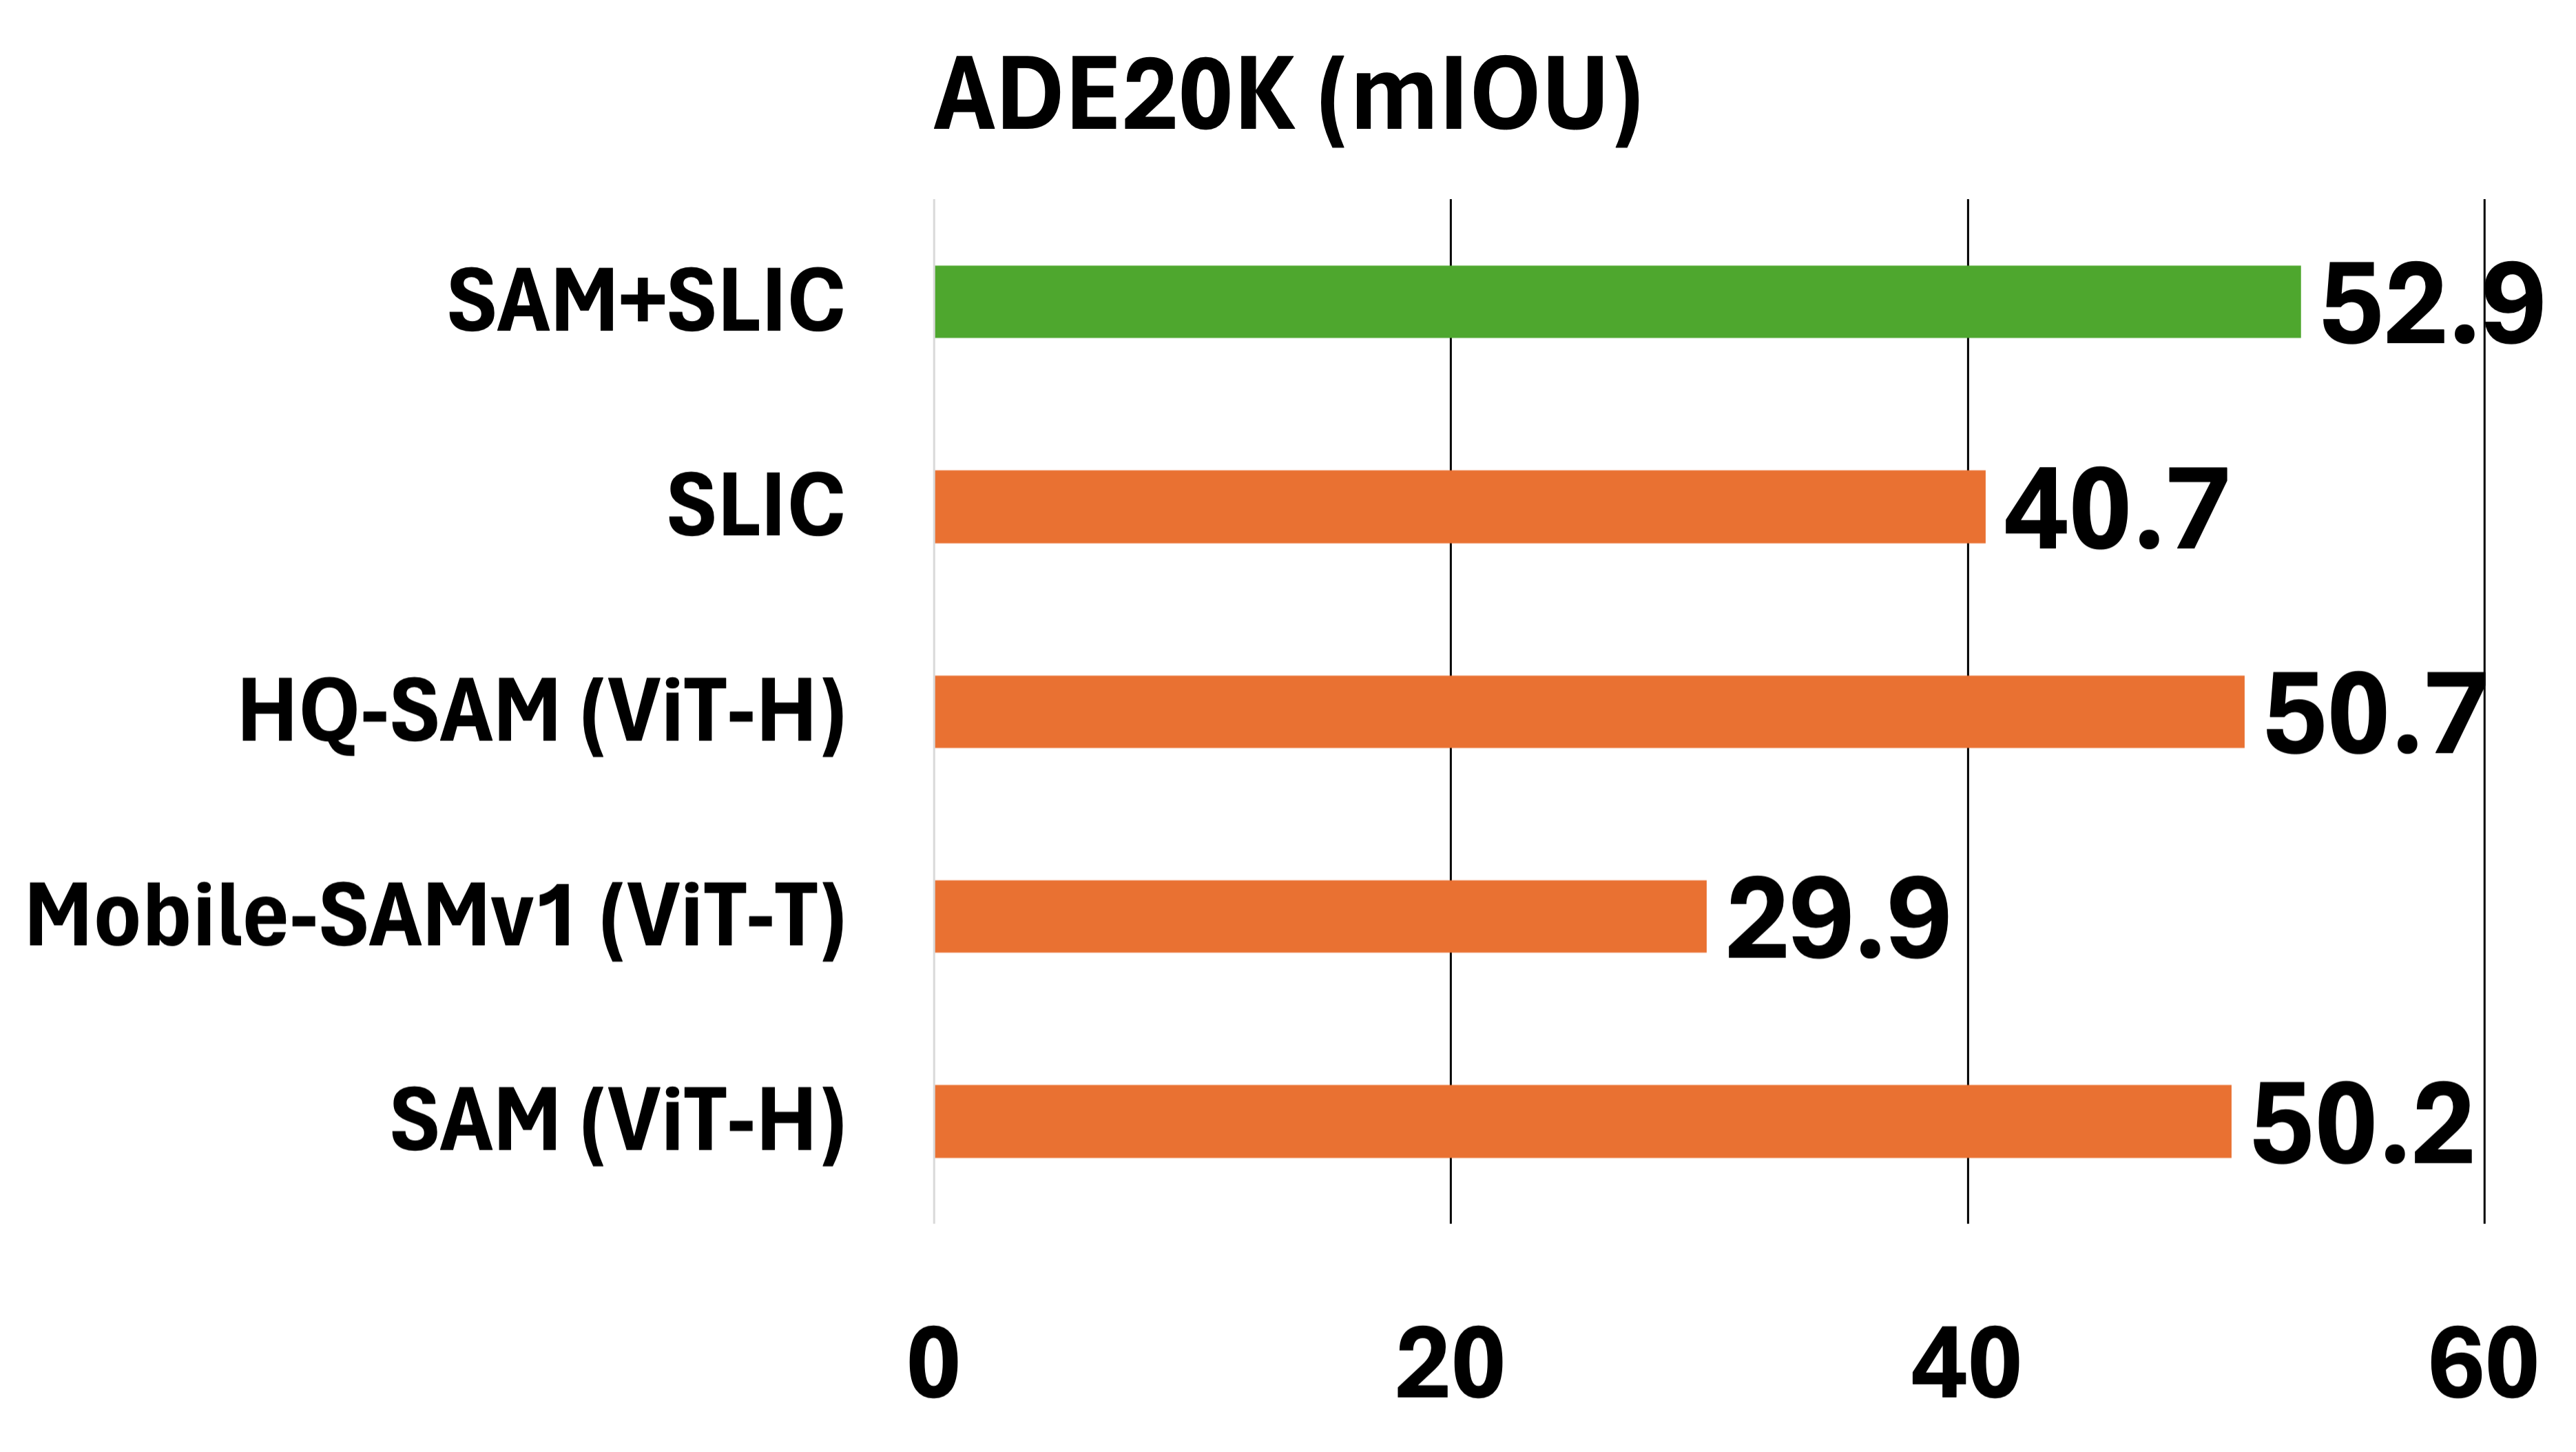 ADE20K (mIOU)
SAM+SLIC 52.9
SLIC 40.7
HQ-SAM (ViT-H) 50.7
Mobile-SAMv1 (ViT-T) 29.9
SAM (ViT-H) 50.2
0 20 40 60